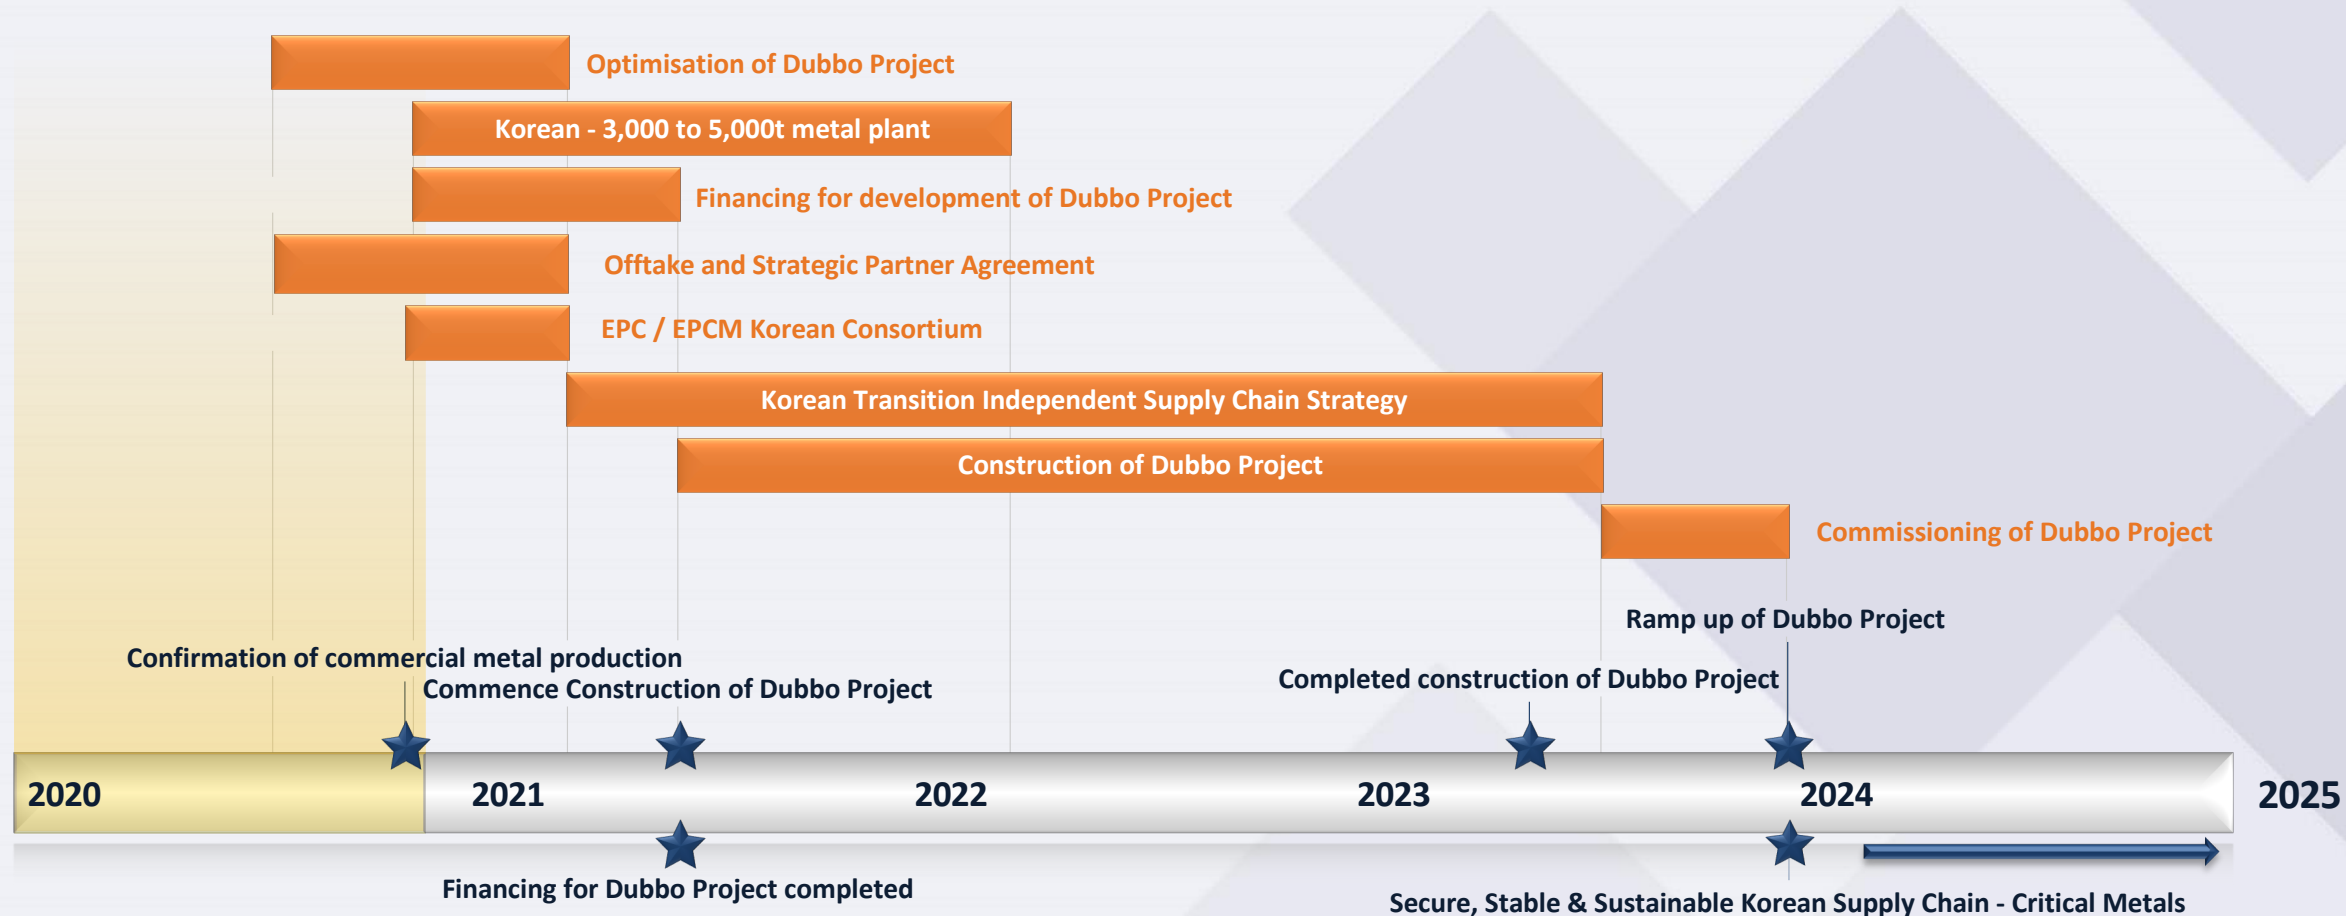 Optimisation of Dubbo Project
Korean - 3,000 to 5,000t metal plant
Financing for development of Dubbo Project
Offtake and Strategic Partner Agreement
EPC / EPCM Korean Consortium
Korean Transition Independent Supply Chain Strategy
Construction of Dubbo Project
Commissioning of Dubbo Project
Ramp up of Dubbo Project
Confirmation of commercial metal production
Completed construction of Dubbo Project
Commence Construction of Dubbo Project
2020 2021 2022 2023 2024 2025
Financing for Dubbo Project completed
Secure, Stable & Sustainable Korean Supply Chain - Critical Metals